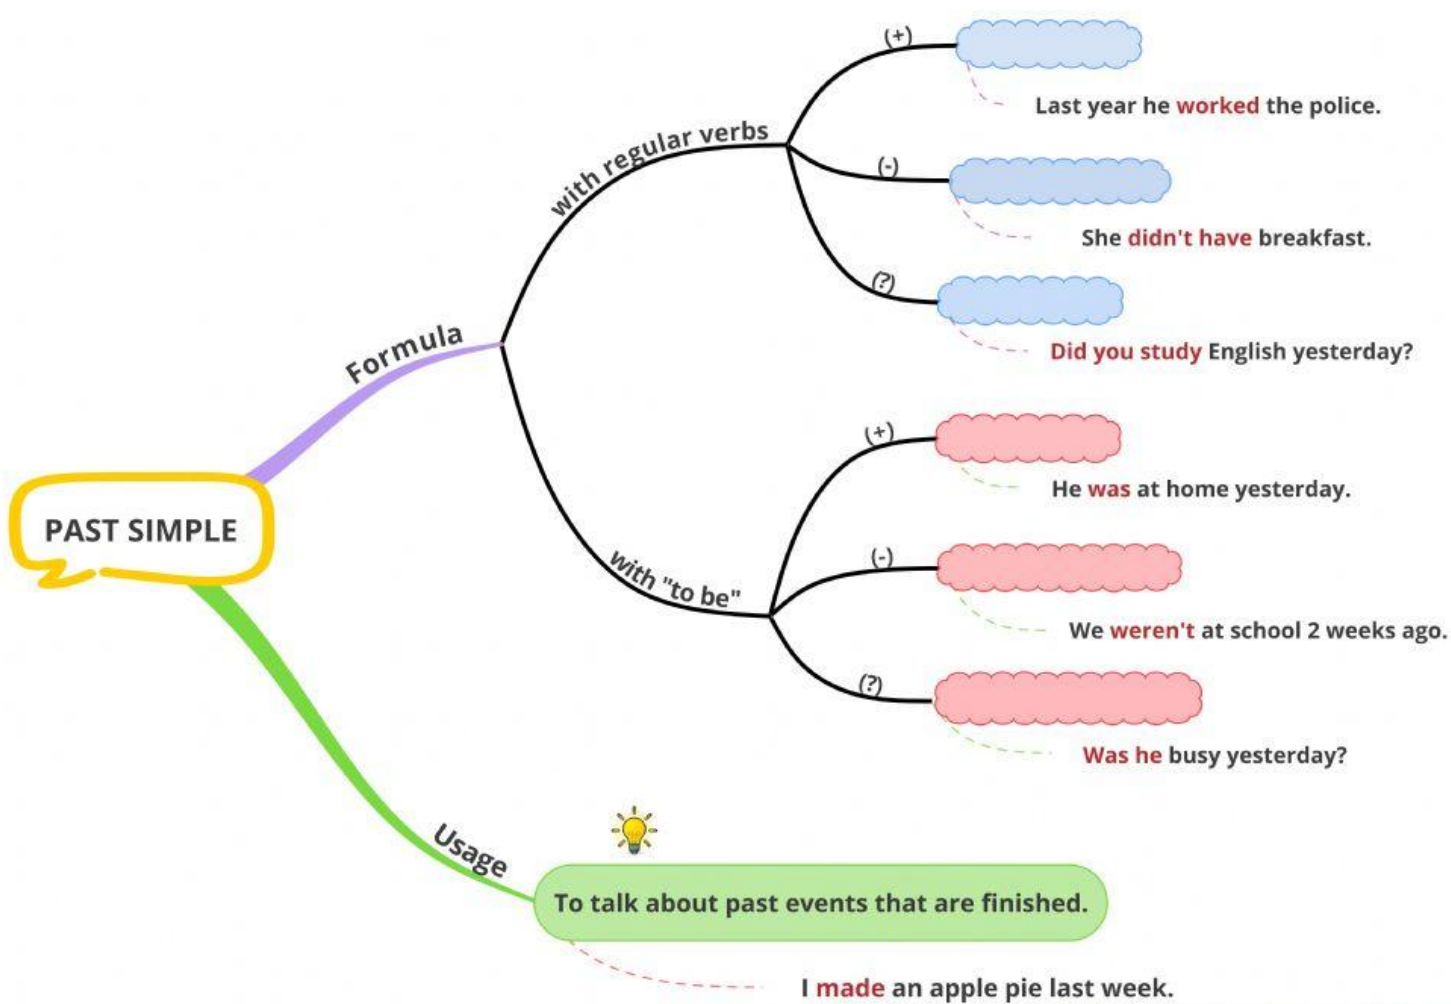 (+)
Last year he worked the police.
with regular verbs
(-)
She didn't have breakfast.
(?)
Did you study English yesterday?
Formula
(+)
He was at home yesterday.
PAST SIMPLE
(-)
with "to be"
We weren't at school 2 weeks ago.
(?)
Was he busy yesterday?
Usage
To talk about past events that are finished.
I made an apple pie last week.